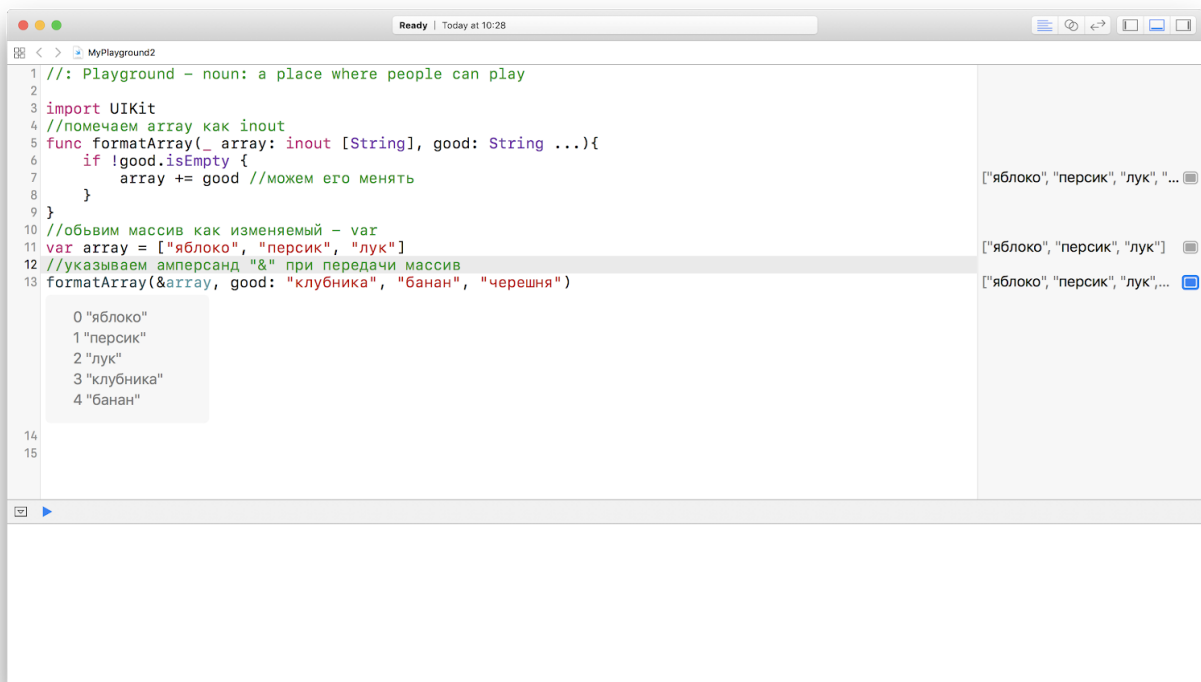 Ready | Today at 10:28
MyPlayground2
1 //: Playground – noun: a place where people can play
2
3 import UIKit
4 //помечаем array как inout
5 func formatArray(_ array: inout [String], good: String ...){
6 if !good.isEmpty {
7 array += good //можем его менять ["яблоко", "персик", "лук", "...
8 }
9 }
10 //обьвим массив как изменяемый – var
11 var array = ["яблоко", "персик", "лук"] ["яблоко", "персик", "лук"]
12 //указываем амперсанд "&" при передачи массив
13 formatArray(&array, good: "клубника", "банан", "черешня") ["яблоко", "персик", "лук",...
0 "яблоко"
1 "персик"
2 "лук"
3 "клубника"
4 "банан"
14
15